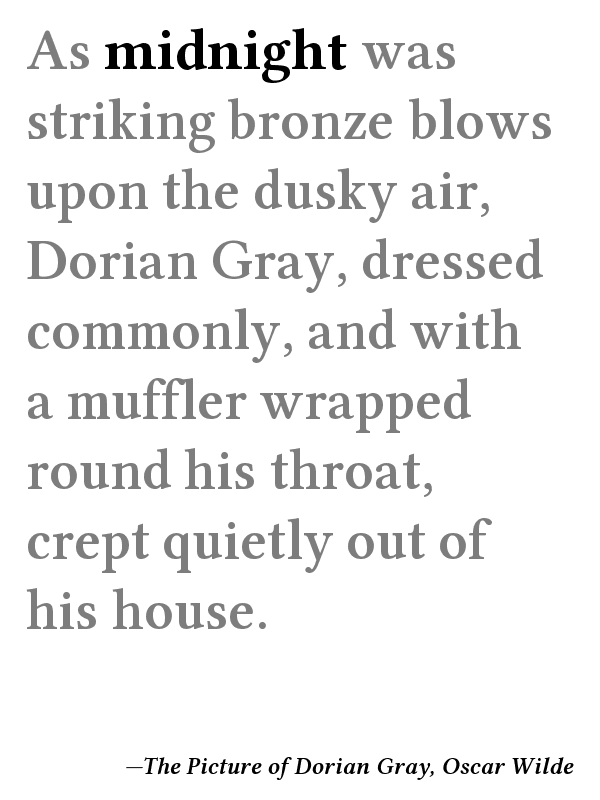 As midnight was
striking bronze blows
upon the dusky air,
Dorian Gray, dressed
commonly, and with
a muffler wrapped
round his throat,
crept quietly out of
his house.
—The Picture of Dorian Gray, Oscar Wilde